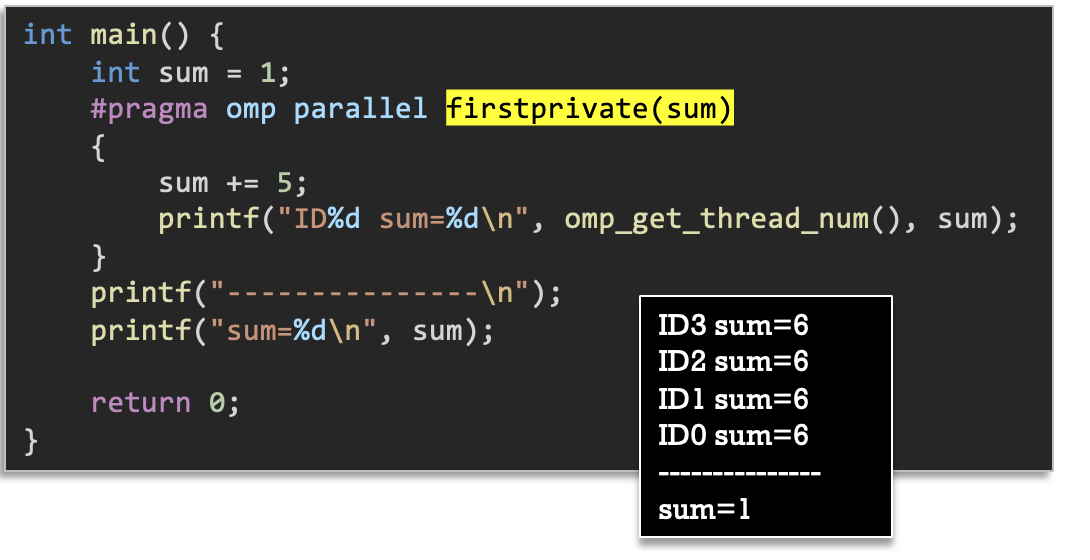 int main() {
    int sum = 1;
    #pragma omp parallel firstprivate(sum)
    {
        sum += 5;
        printf("ID%d sum=%d\n", omp_get_thread_num(), sum);
    }
    printf("---------------\n");
    printf("sum=%d\n", sum);
    return 0;
}
ID3 sum=6
ID2 sum=6
ID1 sum=6
ID0 sum=6
---------------
sum=1